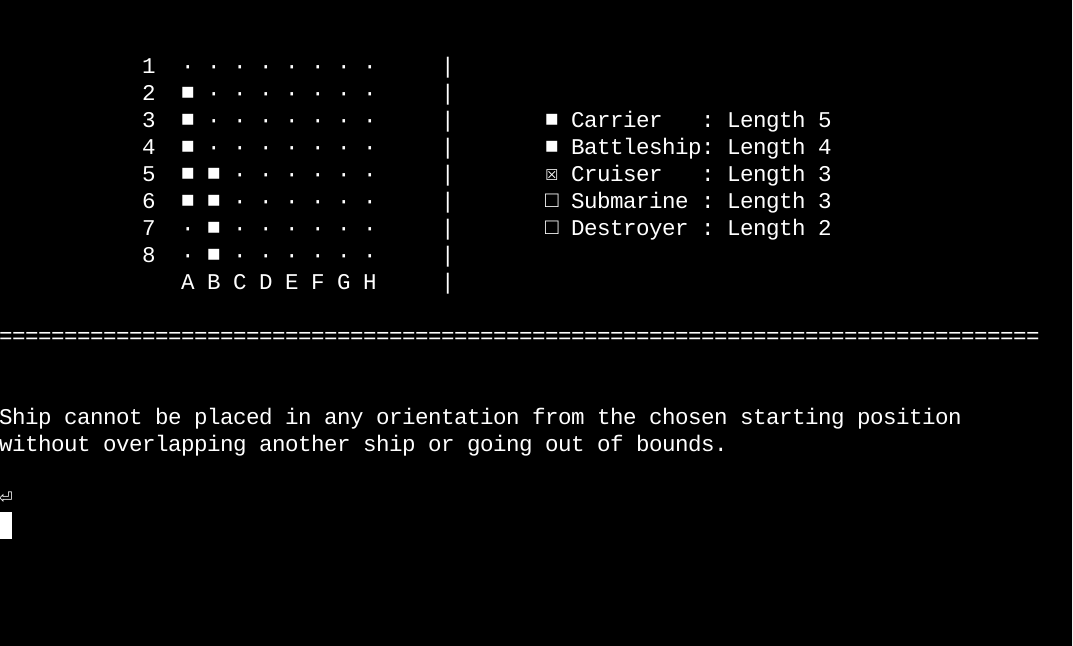 1 · · · · · · · · |
2 ■ · · · · · · · |
3 ■ · · · · · · · | ■ Carrier : Length 5
4 ■ · · · · · · · | ■ Battleship: Length 4
5 ■ ■ · · · · · · | ☒ Cruiser : Length 3
6 ■ ■ · · · · · · | □ Submarine : Length 3
7 · ■ · · · · · · | □ Destroyer : Length 2
8 · ■ · · · · · · |
A B C D E F G H |
================================================================================
Ship cannot be placed in any orientation from the chosen starting position
without overlapping another ship or going out of bounds.
⏎